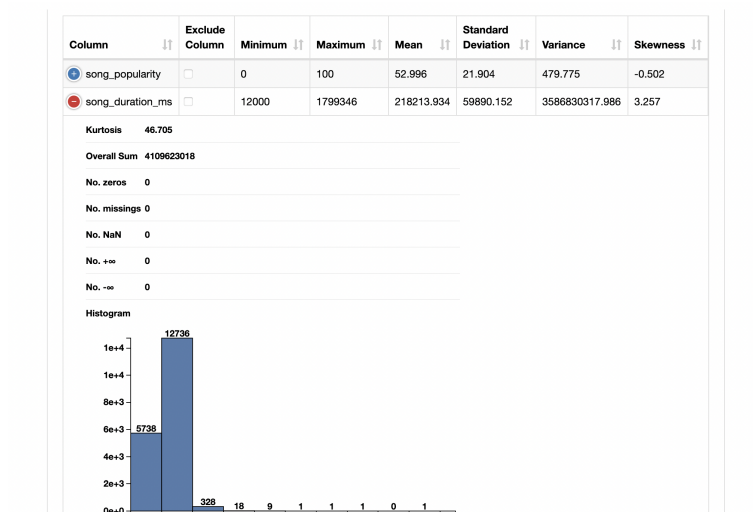 Column Exclude Column Minimum Maximum Mean Standard Deviation Variance Skewness
song_popularity 0 100 52.996 21.904 479.775 -0.502
song_duration_ms 12000 1799346 218213.934 59890.152 3586830317.986 3.257
Kurtosis 46.705
Overall Sum 4109623018
No. zeros 0
No. missings 0
No. NaN 0
No. +∞ 0
No. -∞ 0
Histogram
12736
1e+4
1e+4
8e+3
6e+3 5738
4e+3
2e+3
328 18 9 1 1 1 0 1
0e+0